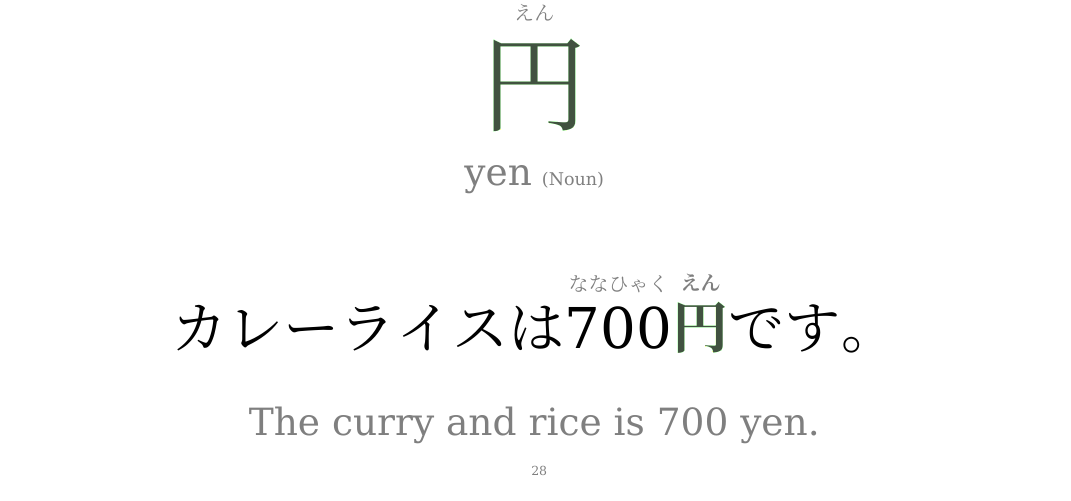 えん
円
yen (Noun)
ななひゃく えん
カレーライスは700円です。
The curry and rice is 700 yen.
28